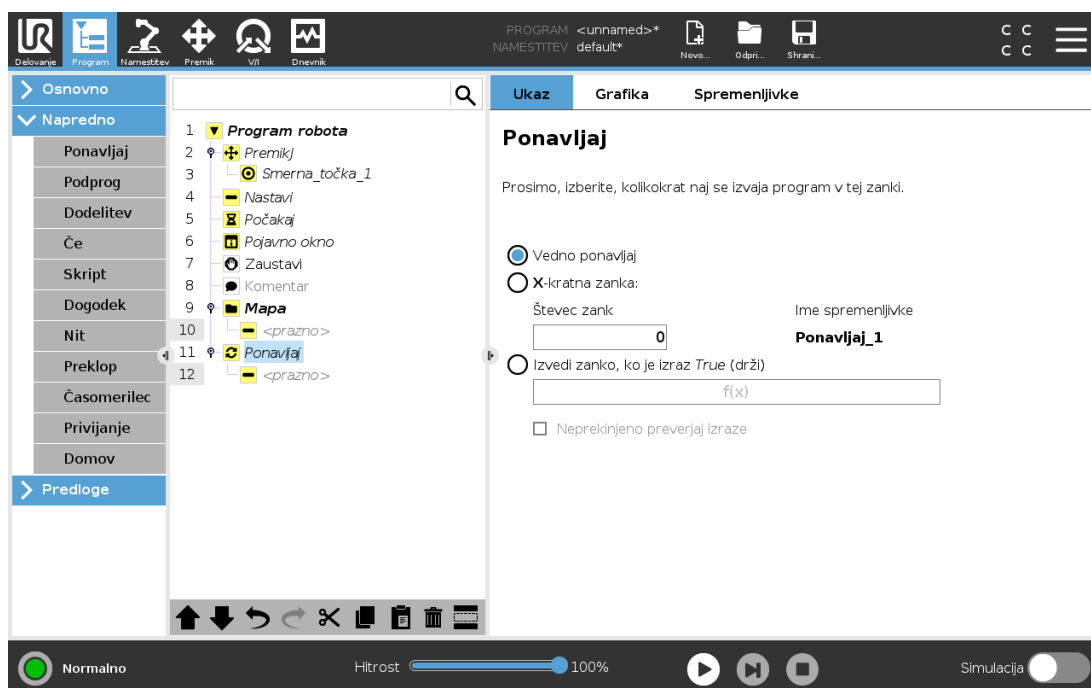 UR
Delovanje
Program
Namestitev
Premik
V/I
Dnevnik
PROGRAM <unnamed>*
NAMESTITEV default*
Novo...
Odpri...
Shrani...
C C
C C
Osnovno
Napredno
Ponavljaj
Podprog
Dodelitev
Če
Skript
Dogodek
Nit
Preklop
Časomerilec
Privijanje
Domov
Predloge
1 Program robota
2 PremikJ
3 Smerna_točka_1
4 Nastavi
5 Počakaj
6 Pojavno okno
7 Zaustavi
8 Komentar
9 Mapa
10 <prazno>
11 Ponavljaj
12 <prazno>
Ukaz Grafika Spremenljivke
Ponavljaj
Prosimo, izberite, kolikokrat naj se izvaja program v tej zanki.
Vedno ponavljaj
X-kratna zanka:
Števec zank Ime spremenljivke
0 Ponavljaj_1
Izvedi zanko, ko je izraz True (drži)
f(x)
Neprekinjeno preverjaj izraze
Normalno
Hitrost 100%
Simulacija